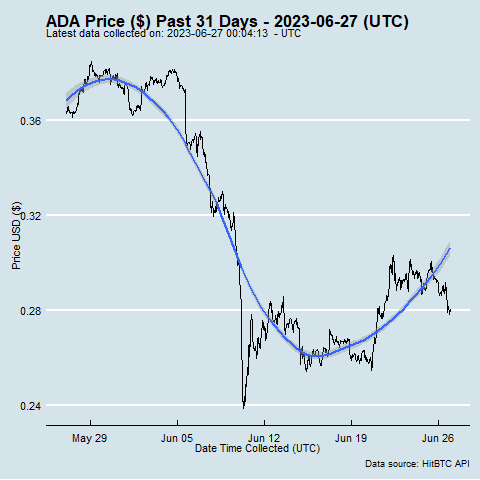 ADA Price ($) Past 31 Days - 2023-06-27 (UTC)
Latest data collected on: 2023-06-27 00:04:13 - UTC
Price USD ($)
0.36
0.32
0.28
0.24
May 29 Jun 05 Jun 12 Jun 19 Jun 26
Date Time Collected (UTC)
Data source: HitBTC API